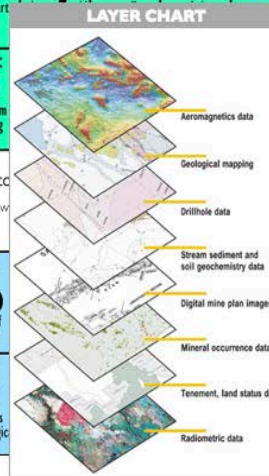 LAYER CHART
Aeromagnetics data
Geological mapping
Drillhole data
Stream sediment and
soil geochemistry data
Digital mine plan images
Mineral occurrence data
Tenement, land status d
Radiometric data